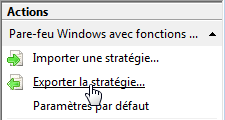 Actions
Pare-feu Windows avec fonctions ...
Importer une stratégie...
Exporter la stratégie...
Paramètres par défaut